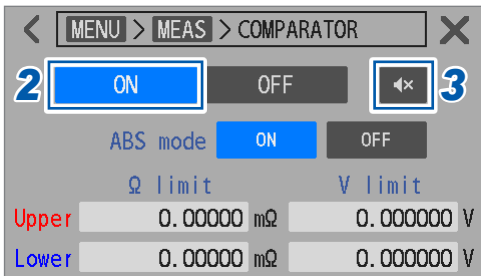 MENU > MEAS > COMPARATOR
2 ON OFF 3
ABS mode ON OFF
Ω limit V limit
Upper 0.00000 mΩ 0.000000 V
Lower 0.00000 mΩ 0.000000 V